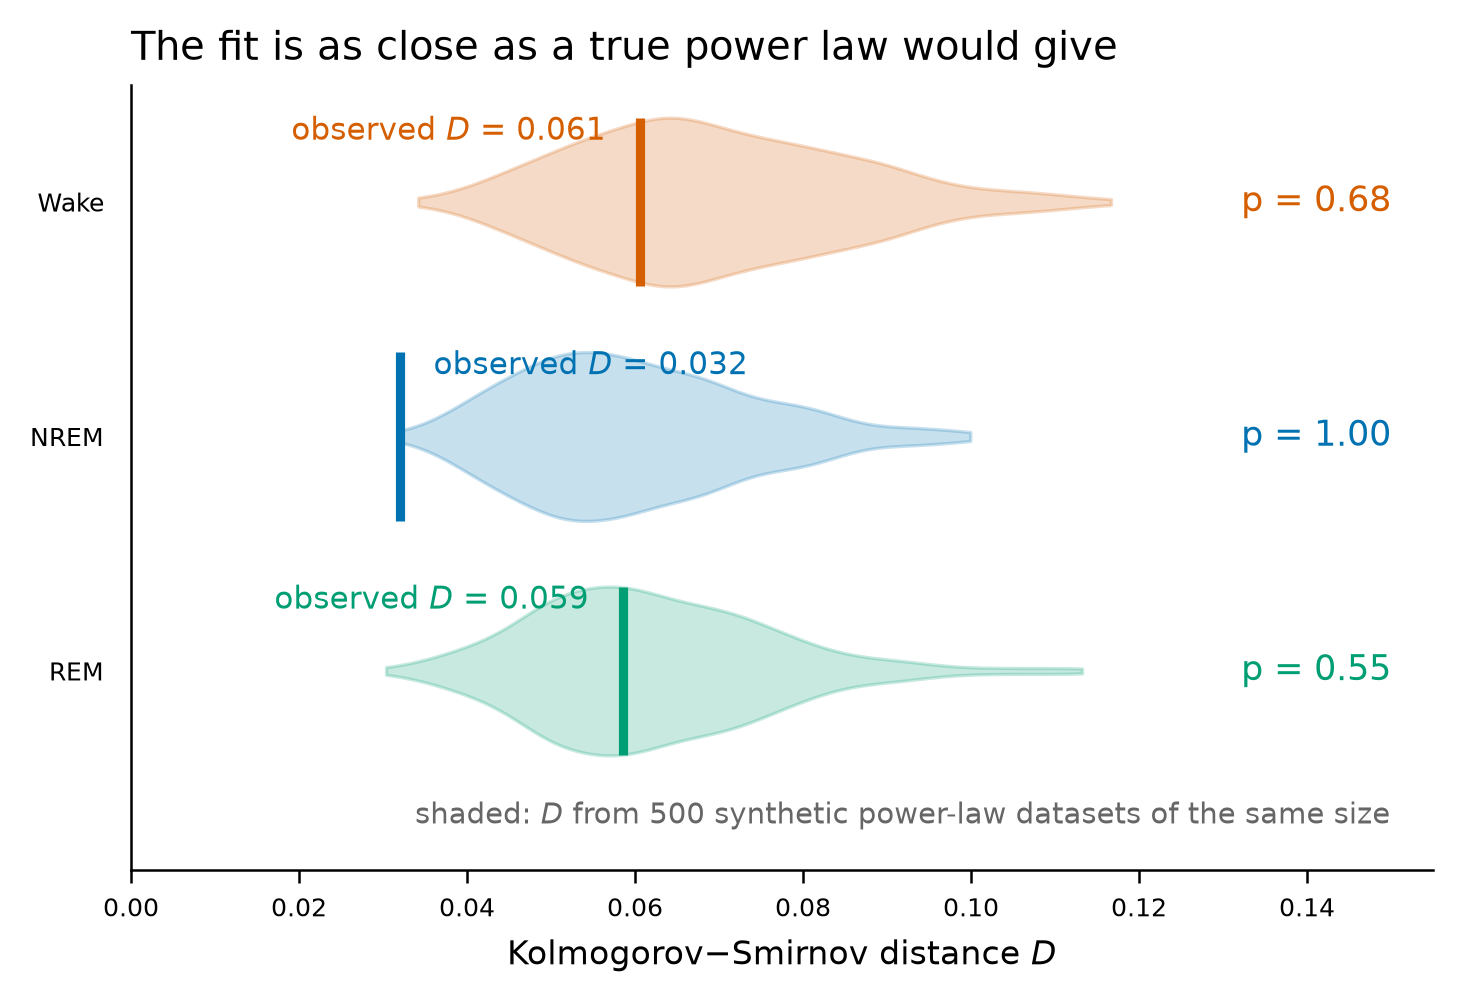 The fit is as close as a true power law would give
observed D = 0.061
Wake
p = 0.68
observed D = 0.032
NREM
p = 1.00
observed D = 0.059
REM
p = 0.55
shaded: D from 500 synthetic power-law datasets of the same size
0.00 0.02 0.04 0.06 0.08 0.10 0.12 0.14
Kolmogorov−Smirnov distance D